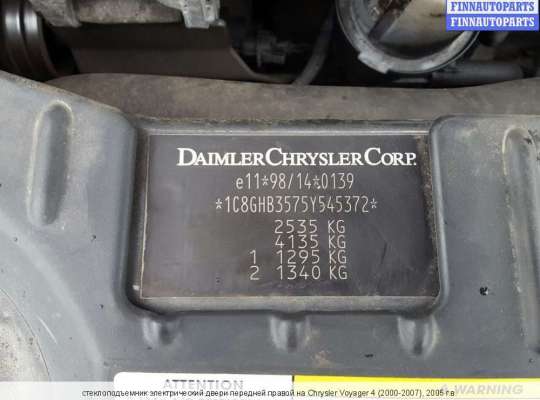 FINNAUTOPARTS
FINNAUTOPARTS
DAIMLERCHRYSLER CORP.
e11*98/14*0139
*1C8GHB3575Y545372*
2535 KG
4135 KG
1 1295 KG
2 1340 KG
ATTENTION
WARNING
стеклоподъемник электрический двери передней правой на Chrysler Voyager 4 (2000-2007), 2005 г.в.